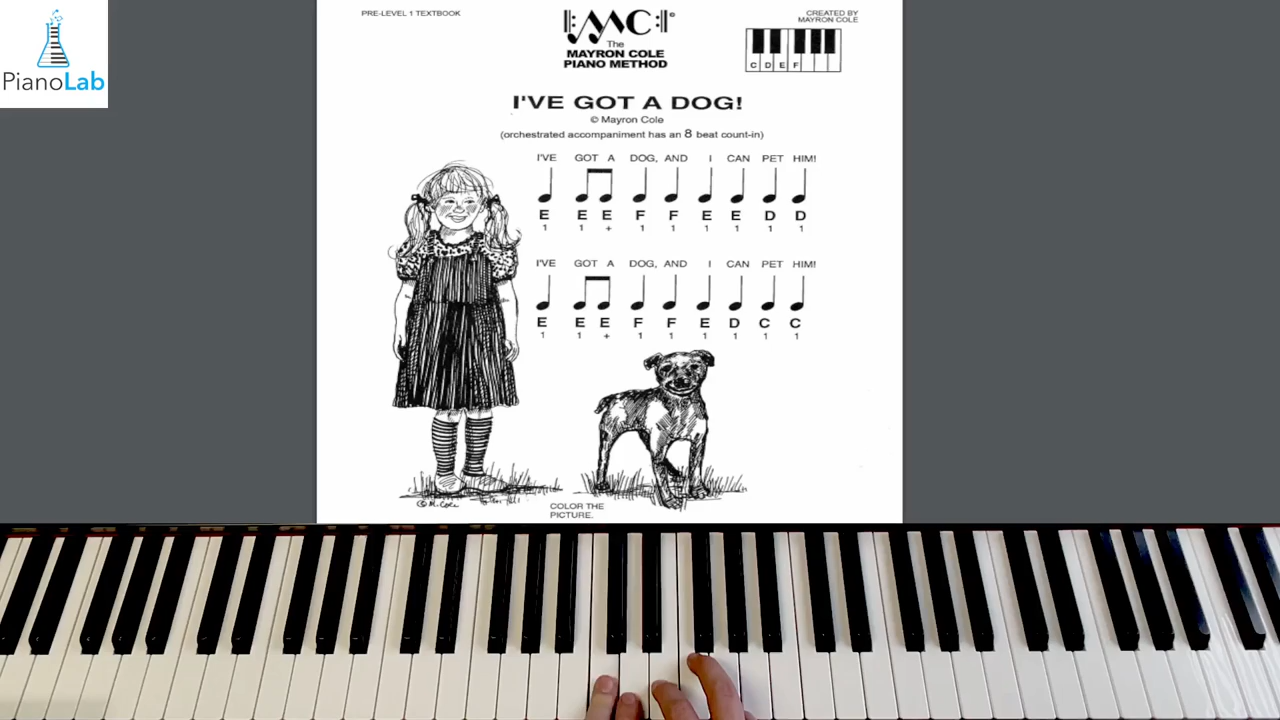 PianoLab
PRE-LEVEL 1 TEXTBOOK
MC ©
The
MAYRON COLE
PIANO METHOD
CREATED BY
MAYRON COLE
C D E F
I'VE GOT A DOG!
© Mayron Cole
(orchestrated accompaniment has an 8 beat count-in)
I'VE GOT A DOG, AND I CAN PET HIM!
E E E F F E E D D
1 1 + 1 1 1 1 1 1
I'VE GOT A DOG, AND I CAN PET HIM!
E E E F F E D C C
1 1 + 1 1 1 1 1 1
COLOR THE
PICTURE.